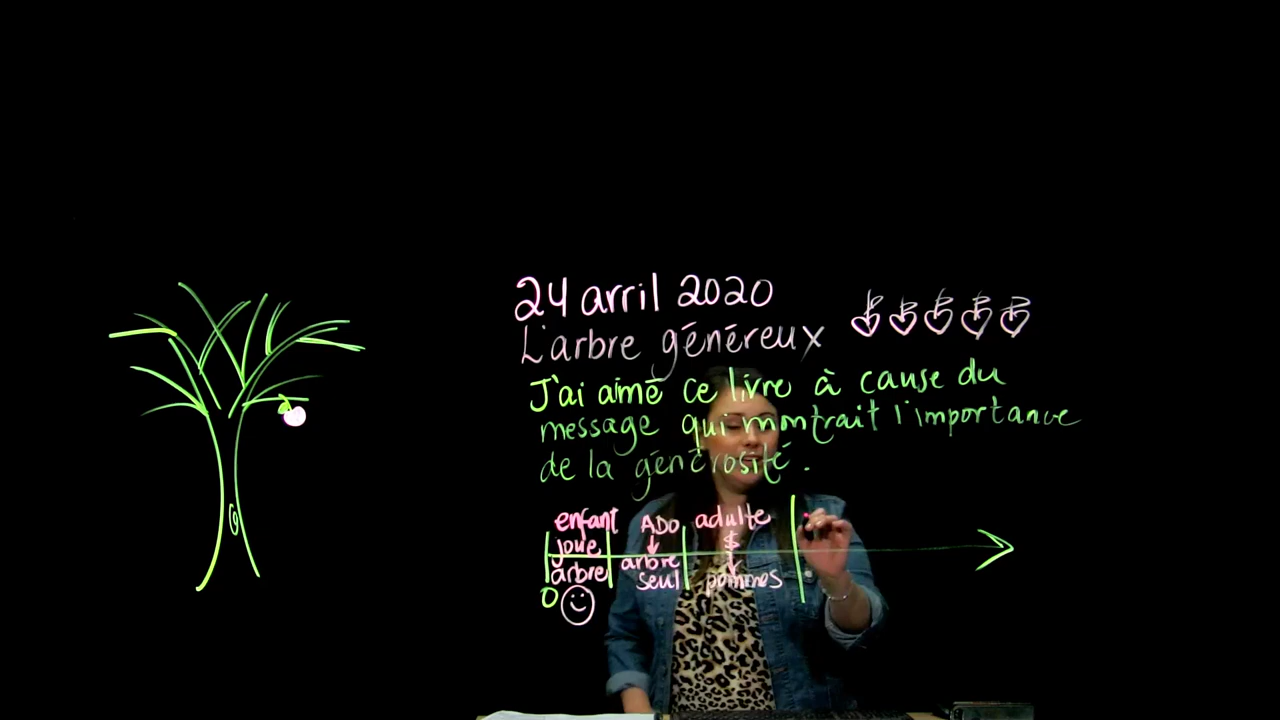 24 avril 2020
L'arbre généreux
J'ai aimé ce livre à cause du
message qui montrait l'importance
de la générosité.
enfant ADO adulte
joue ↓ $
arbre arbre seul ↓ pommes
0